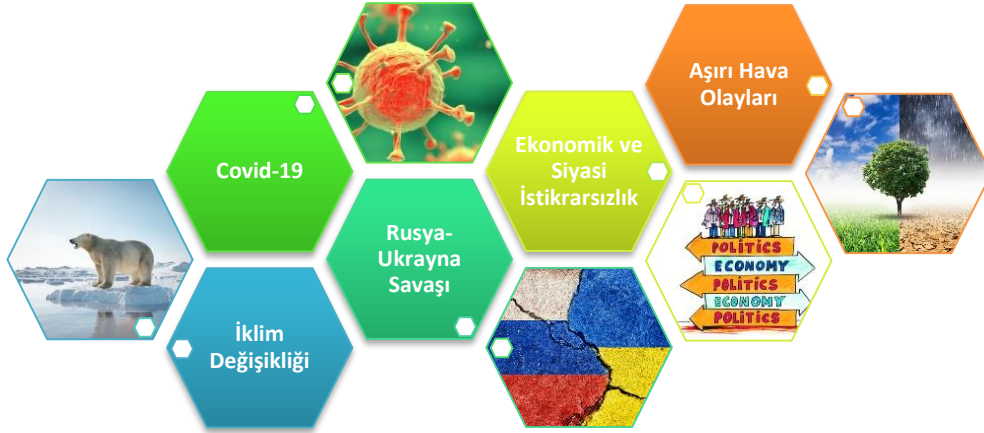 Aşırı Hava
Olayları
Covid-19
Ekonomik ve
Siyasi
İstikrarsızlık
Rusya-
Ukrayna
Savaşı
POLITICS
ECONOMY
POLITICS
ECONOMY
POLITICS
İklim
Değişikliği